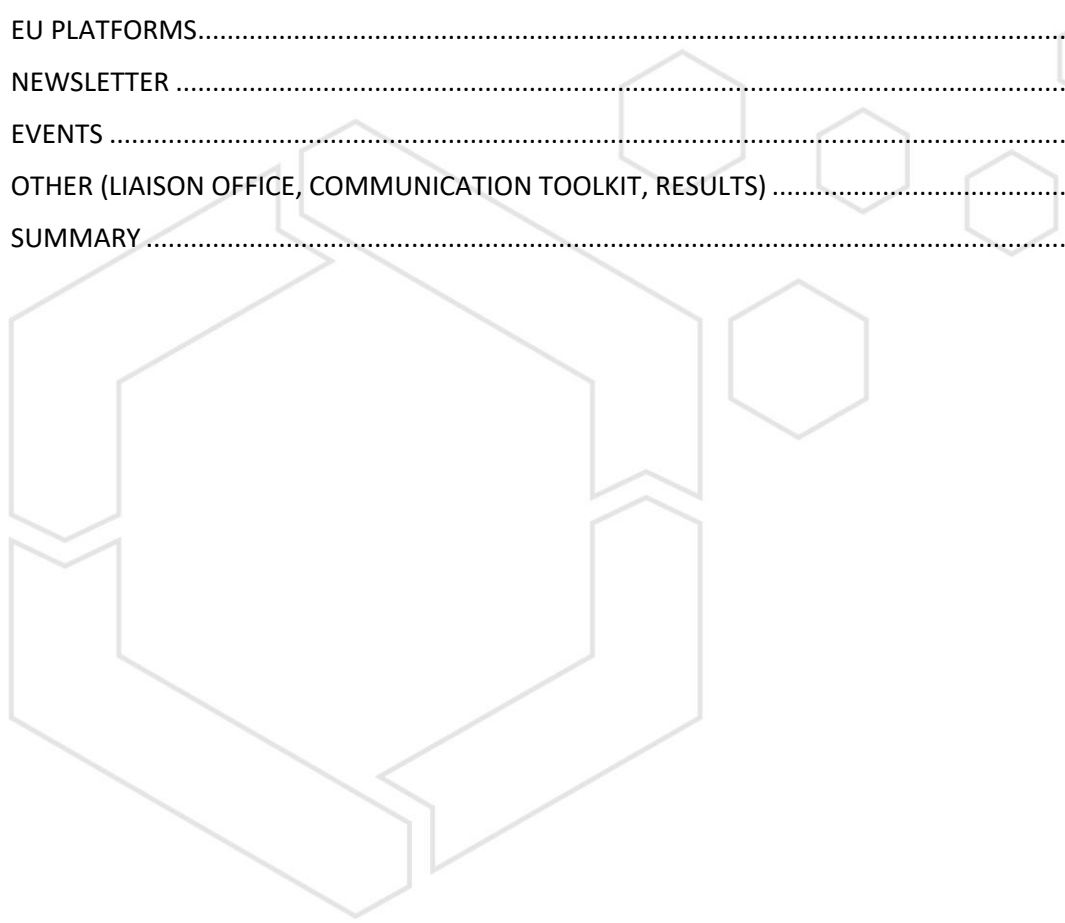 EU PLATFORMS....................................................................................................................................
NEWSLETTER ......................................................................................................................................
EVENTS ................................................................................................................................................
OTHER (LIAISON OFFICE, COMMUNICATION TOOLKIT, RESULTS) ............................................
SUMMARY ..........................................................................................................................................